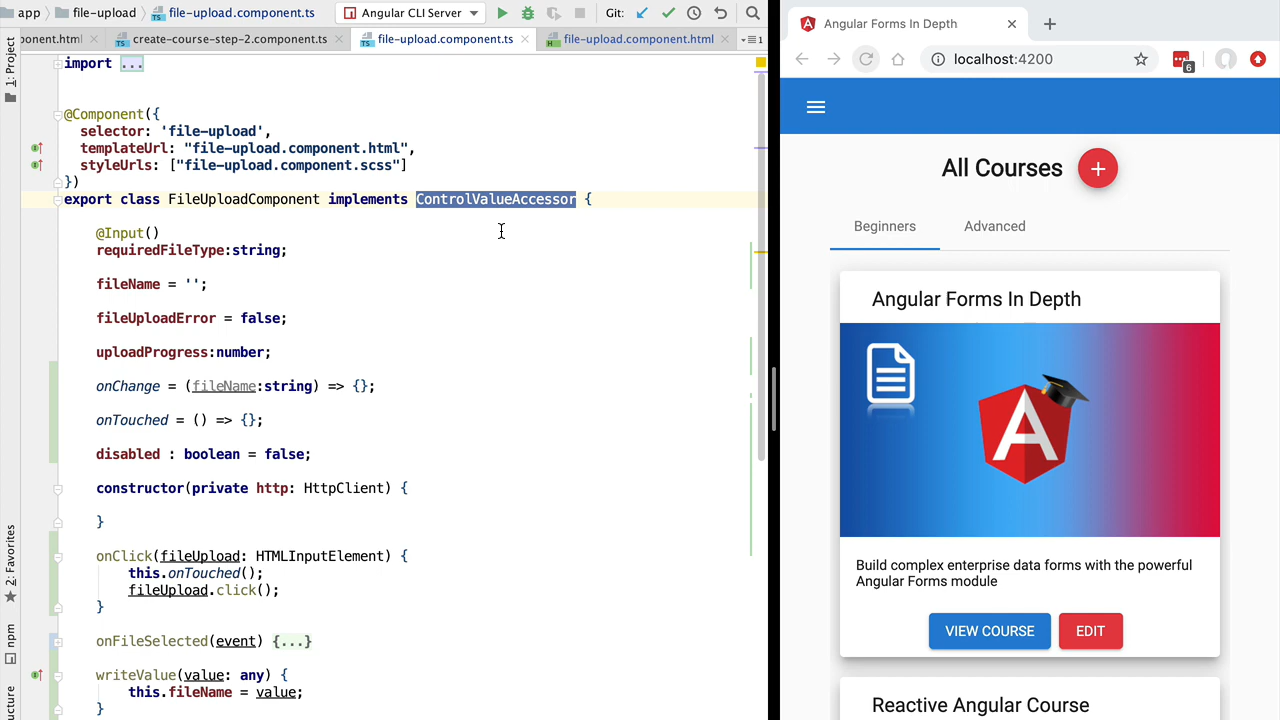 app file-upload file-upload.component.ts Angular CLI Server Git:
onent.html create-course-step-2.component.ts file-upload.component.ts file-upload.component.html 1
1: Project
2: Favorites
npm
ucture
import ...
@Component({
selector: 'file-upload',
templateUrl: "file-upload.component.html",
styleUrls: ["file-upload.component.scss"]
})
export class FileUploadComponent implements ControlValueAccessor {
@Input()
requiredFileType:string;
fileName = '';
fileUploadError = false;
uploadProgress:number;
onChange = (fileName:string) => {};
onTouched = () => {};
disabled : boolean = false;
constructor(private http: HttpClient) {
}
onClick(fileUpload: HTMLInputElement) {
this.onTouched();
fileUpload.click();
}
onFileSelected(event) {...}
writeValue(value: any) {
this.fileName = value;
}
Angular Forms In Depth
localhost:4200
6
All Courses +
Beginners Advanced
Angular Forms In Depth
A
Build complex enterprise data forms with the powerful
Angular Forms module
VIEW COURSE EDIT
Reactive Angular Course